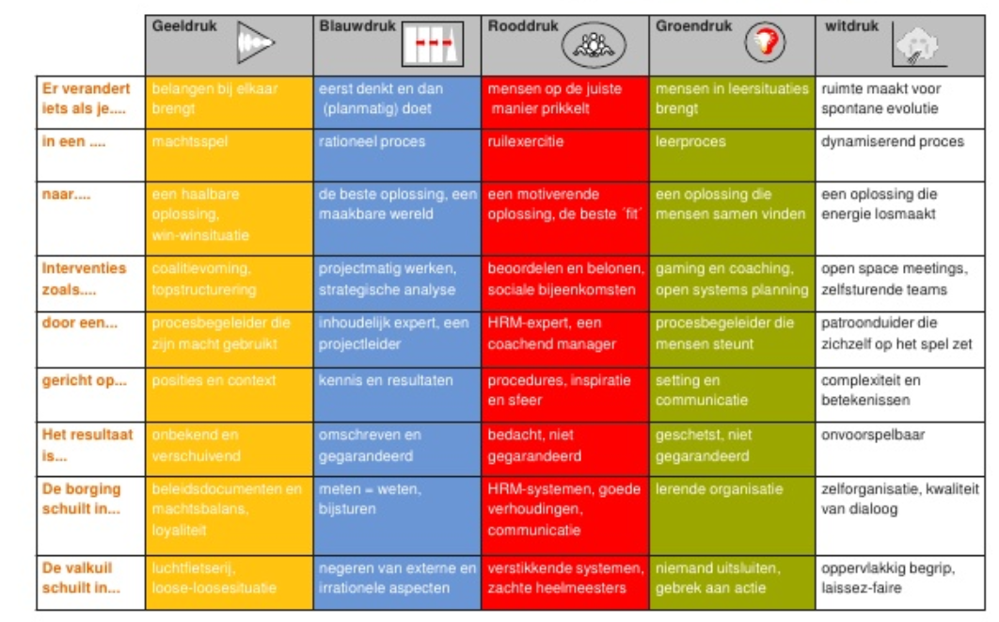 Geeldruk
Blauwdruk
Rooddruk
Groendruk
witdruk
Er verandert
iets als je....
belangen bij elkaar
brengt
eerst denkt en dan
(planmatig) doet
mensen op de juiste
manier prikkelt
mensen in leersituaties
brengt
ruimte maakt voor
spontane evolutie
in een ....
machtsspel
rationeel proces
ruilexercitie
leerproces
dynamiserend proces
naar....
een haalbare
oplossing,
win-winsituatie
de beste oplossing, een
maakbare wereld
een motiverende
oplossing, de beste ´fit´
een oplossing die
mensen samen vinden
een oplossing die
energie losmaakt
Interventies
zoals....
coalitievorning,
topstructurering
projectmatig werken,
strategische analyse
beoordelen en belonen,
sociale bijeenkomsten
gaming en coaching,
open systems planning
open space meetings,
zelfsturende teams
door een...
procesbegeleider die
zijn macht gebruikt
inhoudelijk expert, een
projectleider
HRM-expert, een
coachend manager
procesbegeleider die
mensen steunt
patroonduider die
zichzelf op het spel zet
gericht op...
posities en context
kennis en resultaten
procedures, inspiratie
en sfeer
setting en
communicatie
complexiteit en
betekenissen
Het resultaat
is...
onbekend en
verschuivend
omschreven en
gegarandeerd
bedacht, niet
gegarandeerd
geschetst, niet
gegarandeerd
onvoorspelbaar
De borging
schuilt in...
beleidsdocumenten en
machtsbalans,
loyaliteit
meten = weten,
bijsturen
HRM-systemen, goede
verhoudingen,
communicatie
lerende organisatie
zelforganisatie, kwaliteit
van dialoog
De valkuil
schuilt in...
luchtfietserij,
loose-loosesituatie
negeren van externe en
irrationele aspecten
verstikkende systemen,
zachte heelmeesters
niemand uitsluiten,
gebrek aan actie
oppervlakkig begrip,
laissez-faire